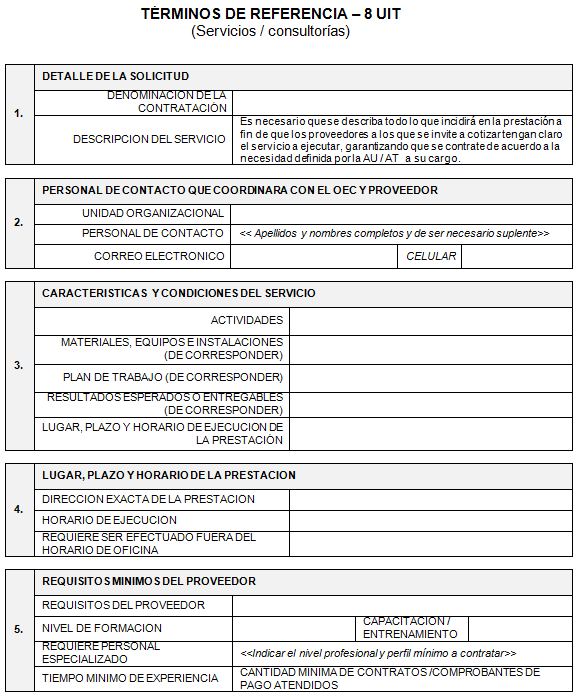 TÉRMINOS DE REFERENCIA – 8 UIT
(Servicios / consultorías)
1.
DETALLE DE LA SOLICITUD
DENOMINACION DE LA
CONTRATACIÓN
DESCRIPCION DEL SERVICIO
Es necesario que se describa todo lo que incidirá en la prestación a
fin de que los proveedores a los que se invite a cotizar tengan claro
el servicio a ejecutar, garantizando que se contrate de acuerdo a la
necesidad definida por la AU / AT a su cargo.
2.
PERSONAL DE CONTACTO QUE COORDINARA CON EL OEC Y PROVEEDOR
UNIDAD ORGANIZACIONAL
PERSONAL DE CONTACTO
<< Apellidos y nombres completos y de ser necesario suplente>>
CORREO ELECTRONICO
CELULAR
3.
CARACTERISTICAS Y CONDICIONES DEL SERVICIO
ACTIVIDADES
MATERIALES, EQUIPOS E INSTALACIONES
(DE CORRESPONDER)
PLAN DE TRABAJO (DE CORRESPONDER)
RESULTADOS ESPERADOS O ENTREGABLES
(DE CORRESPONDER)
LUGAR, PLAZO Y HORARIO DE EJECUCION DE
LA PRESTACIÓN
4.
LUGAR, PLAZO Y HORARIO DE LA PRESTACION
DIRECCION EXACTA DE LA PRESTACION
HORARIO DE EJECUCION
REQUIERE SER EFECTUADO FUERA DEL
HORARIO DE OFICINA
5.
REQUISITOS MINIMOS DEL PROVEEDOR
REQUISITOS DEL PROVEEDOR
NIVEL DE FORMACION
CAPACITACIÓN /
ENTRENAMIENTO
REQUIERE PERSONAL
ESPECIALIZADO
<<Indicar el nivel profesional y perfil mínimo a contratar>>
TIEMPO MINIMO DE EXPERIENCIA
CANTIDAD MINIMA DE CONTRATOS /COMPROBANTES DE
PAGO ATENDIDOS